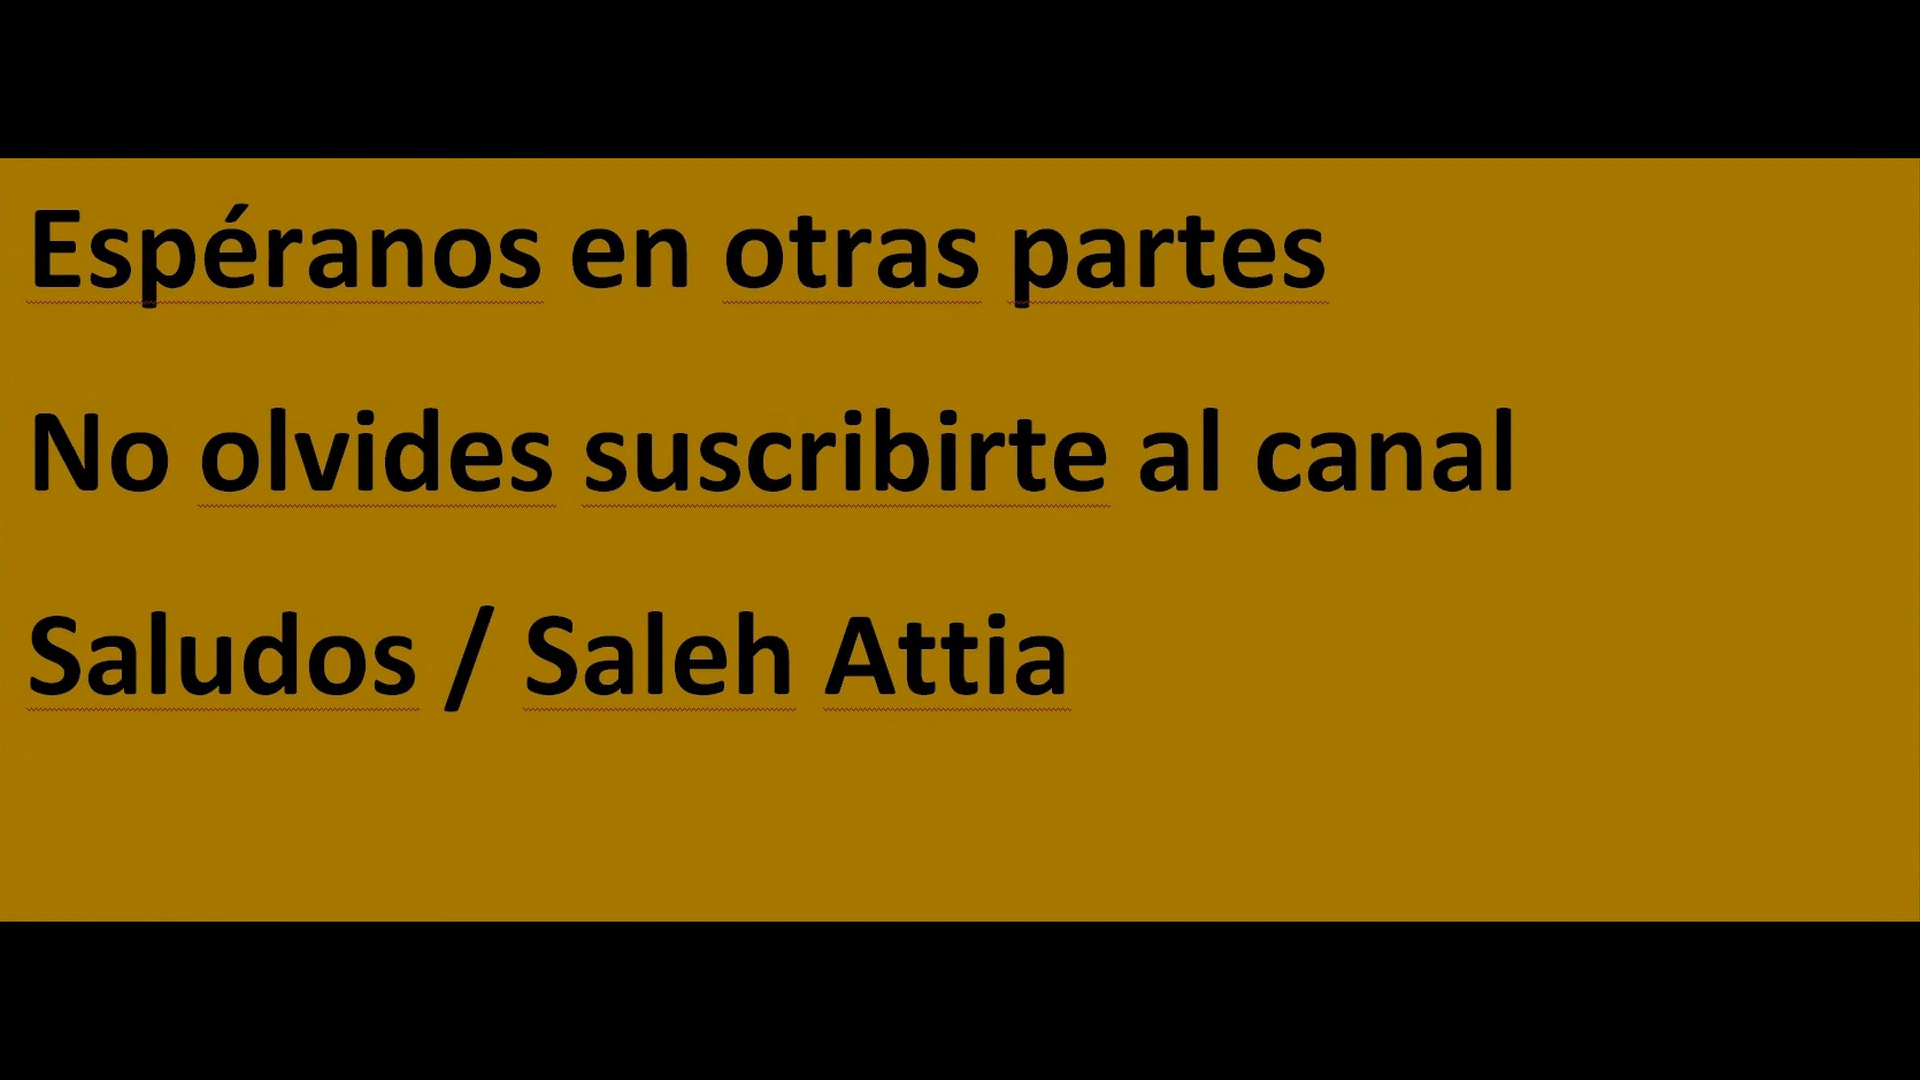 Espéranos en otras partes
No olvides suscribirte al canal
Saludos / Saleh Attia